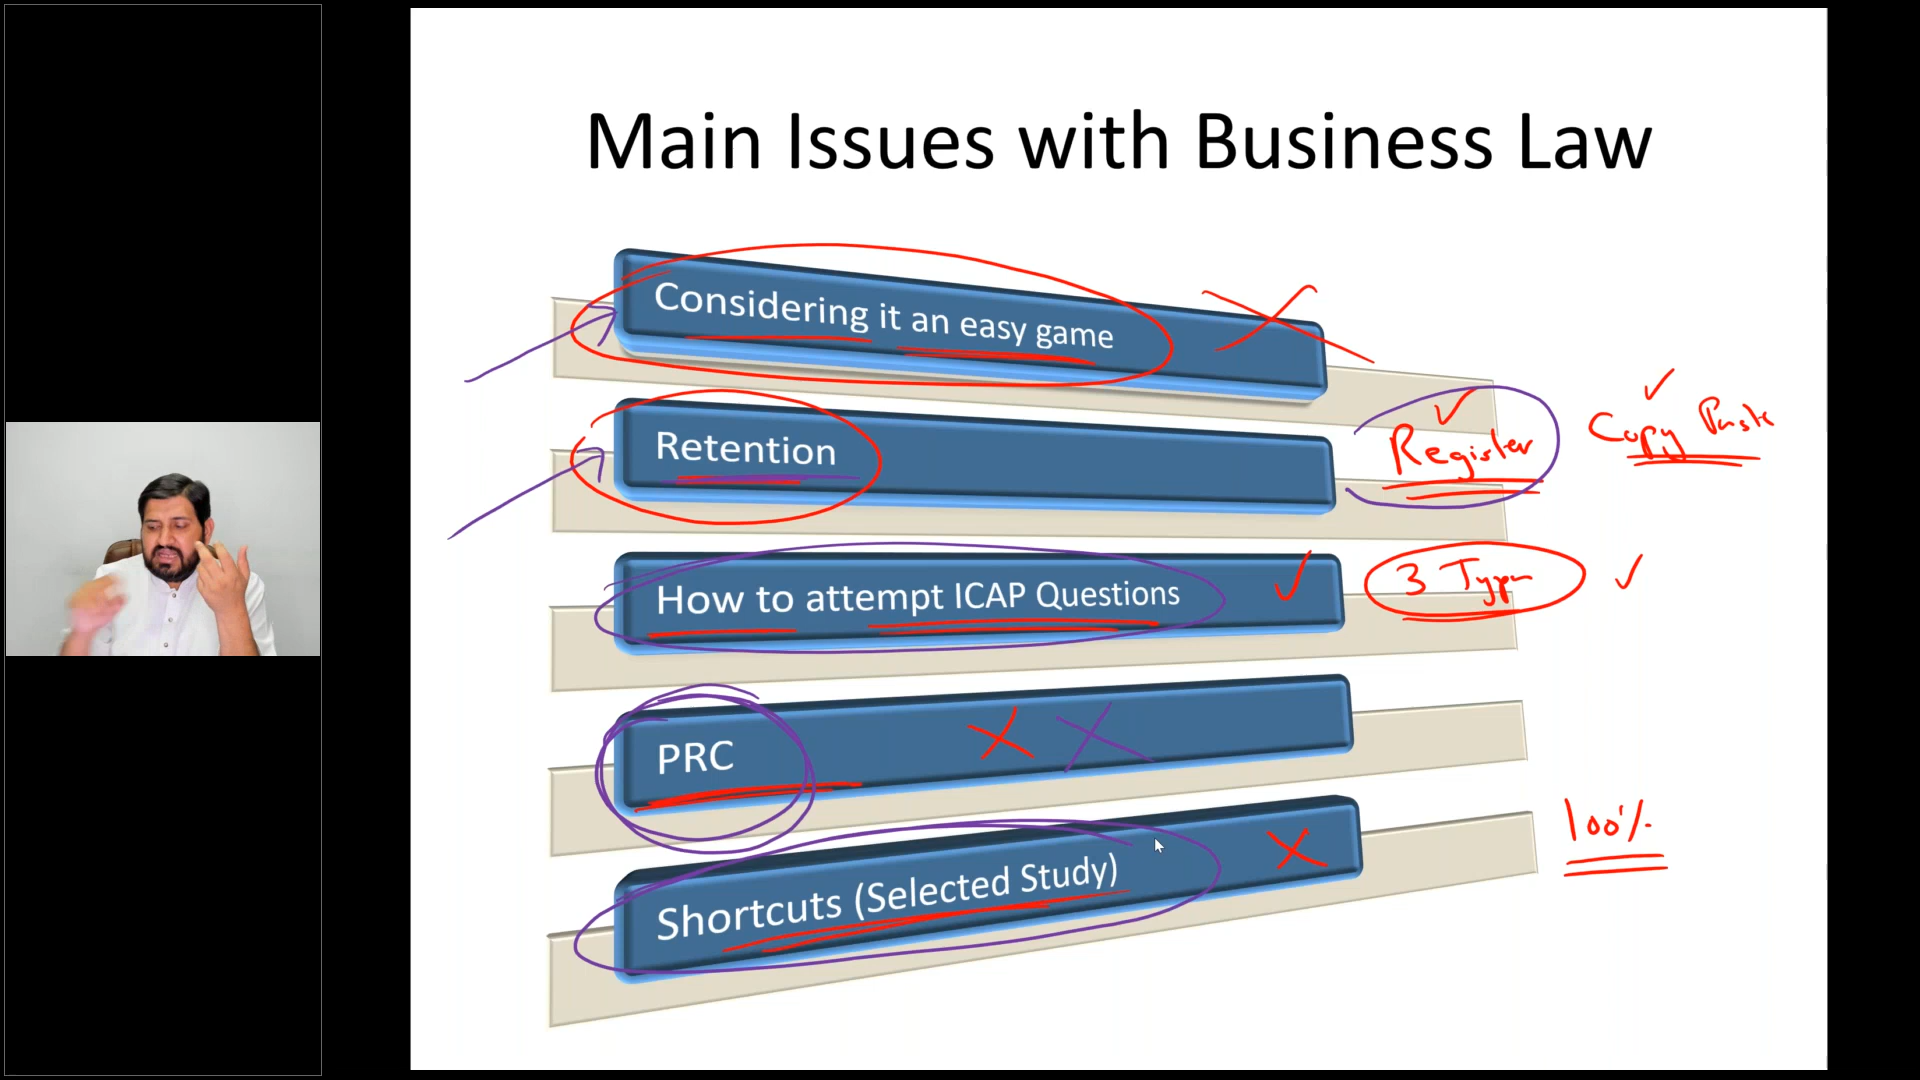 Main Issues with Business Law
Considering it an easy game
Retention
Register
Copy Paste
How to attempt ICAP Questions
3 Types
PRC
Shortcuts (Selected Study)
100%